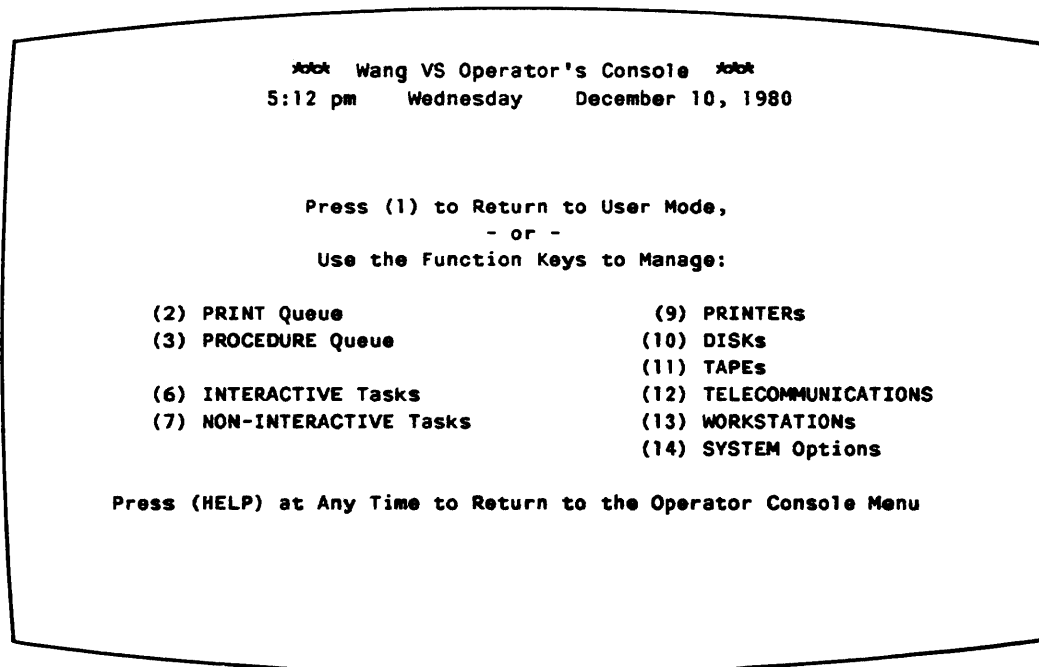 *** Wang VS Operator's Console ***
5:12 pm Wednesday December 10, 1980
Press (1) to Return to User Mode,
- or -
Use the Function Keys to Manage:
(2) PRINT Queue (9) PRINTERs
(3) PROCEDURE Queue (10) DISKs
(11) TAPEs
(6) INTERACTIVE Tasks (12) TELECOMMUNICATIONS
(7) NON-INTERACTIVE Tasks (13) WORKSTATIONs
(14) SYSTEM Options
Press (HELP) at Any Time to Return to the Operator Console Menu